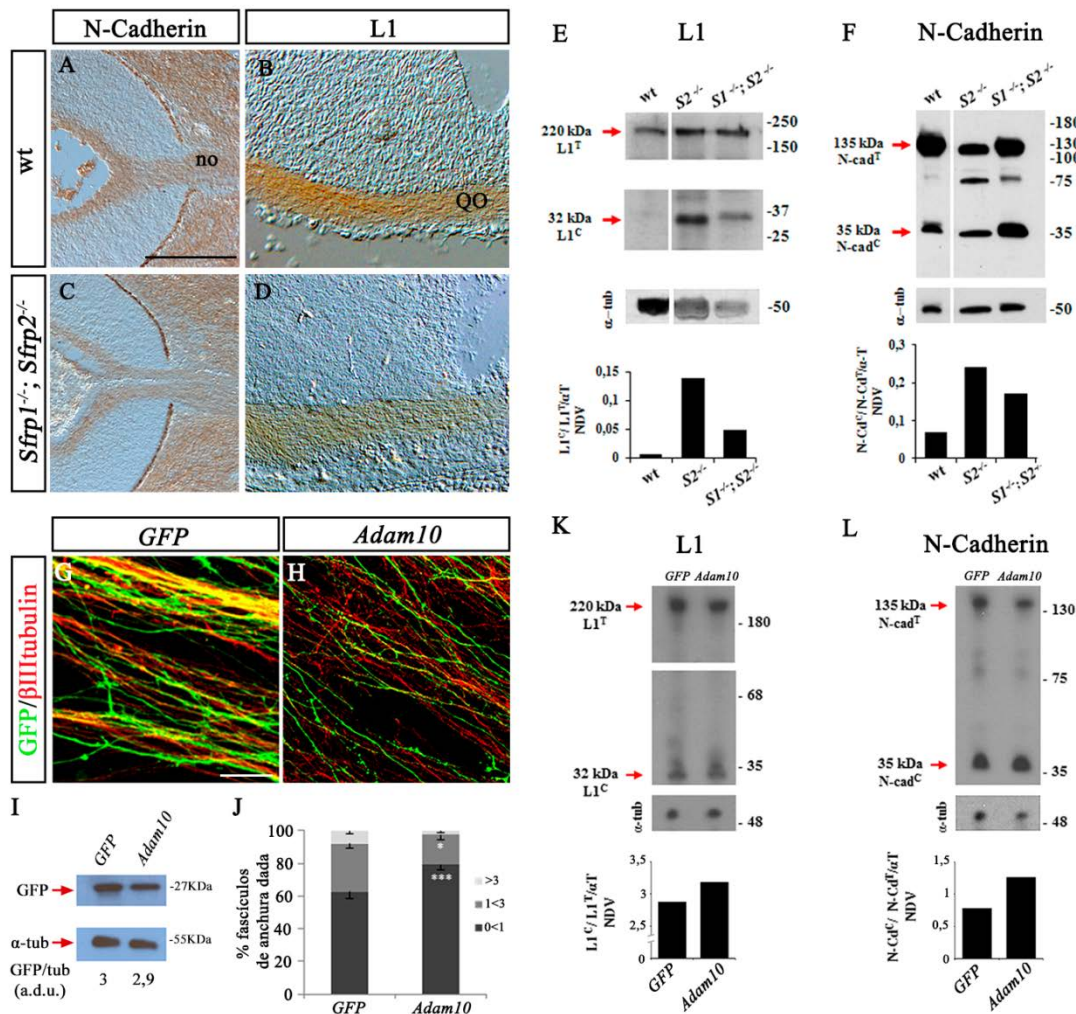 N-Cadherin
L1
wt
Sfrp1-/-; Sfrp2-/-
A
no
B
QO
C
D
E
L1
wt
S2-/-
S1-/-; S2-/-
220 kDa
L1T
-250
-150
32 kDa
L1C
-37
-25
α-tub
-50
L1C/ L1T/αT
NDV
0,15
0,1
0,05
0
wt
S2-/-
S1-/-; S2-/-
F
N-Cadherin
wt
S2-/-
S1-/-; S2-/-
135 kDa
N-cadT
35 kDa
N-cadC
-180
-130
-100
-75
-35
α-tub
-50
N-CdC/ N-CdT/α-T
NDV
0,3
0,2
0,1
0
wt
S2-/-
S1-/-; S2-/-
GFP
Adam10
GFP/βIIItubulin
G
H
I
GFP
Adam10
GFP
-27KDa
α-tub
-55KDa
GFP/tub
(a.d.u.)
3
2,9
J
% fascículos
de anchura dada
100
80
60
40
20
0
*
***
>3
1<3
0<1
GFP
Adam10
K
L1
GFP Adam10
220 kDa
L1T
- 180
- 68
- 35
32 kDa
L1C
α-tub
- 48
L1C/ L1T/αT
NDV
3,5
3
2,5
0
GFP
Adam10
L
N-Cadherin
GFP Adam10
135 kDa
N-cadT
- 130
- 75
35 kDa
N-cadC
- 35
α-tub
- 48
N-CdC/ N-CdT/αT
NDV
1,5
1
0,5
0
GFP
Adam10